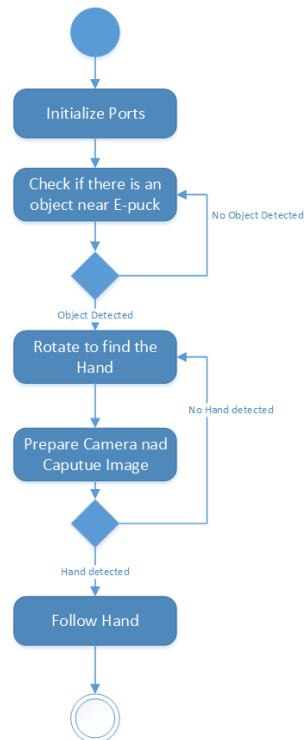 Initialize Ports
Check if there is an
object near E-puck
No Object Detected
Object Detected
Rotate to find the
Hand
No Hand detected
Prepare Camera nad
Caputue Image
Hand detected
Follow Hand